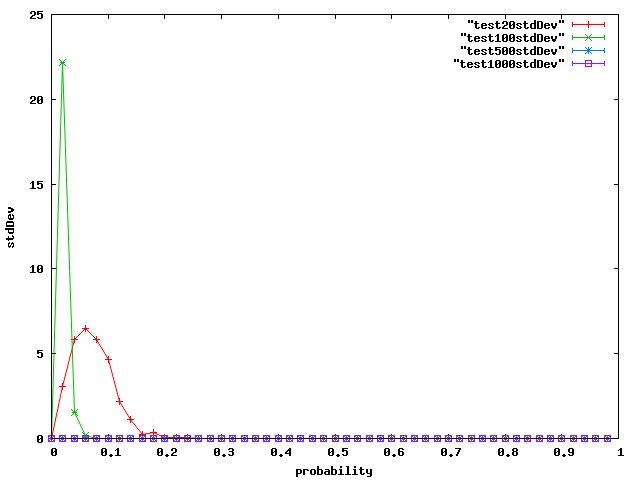 25
20
15
10
5
0
stdDev
"test20stdDev"
"test100stdDev"
"test500stdDev"
"test1000stdDev"
0 0.1 0.2 0.3 0.4 0.5 0.6 0.7 0.8 0.9 1
probability